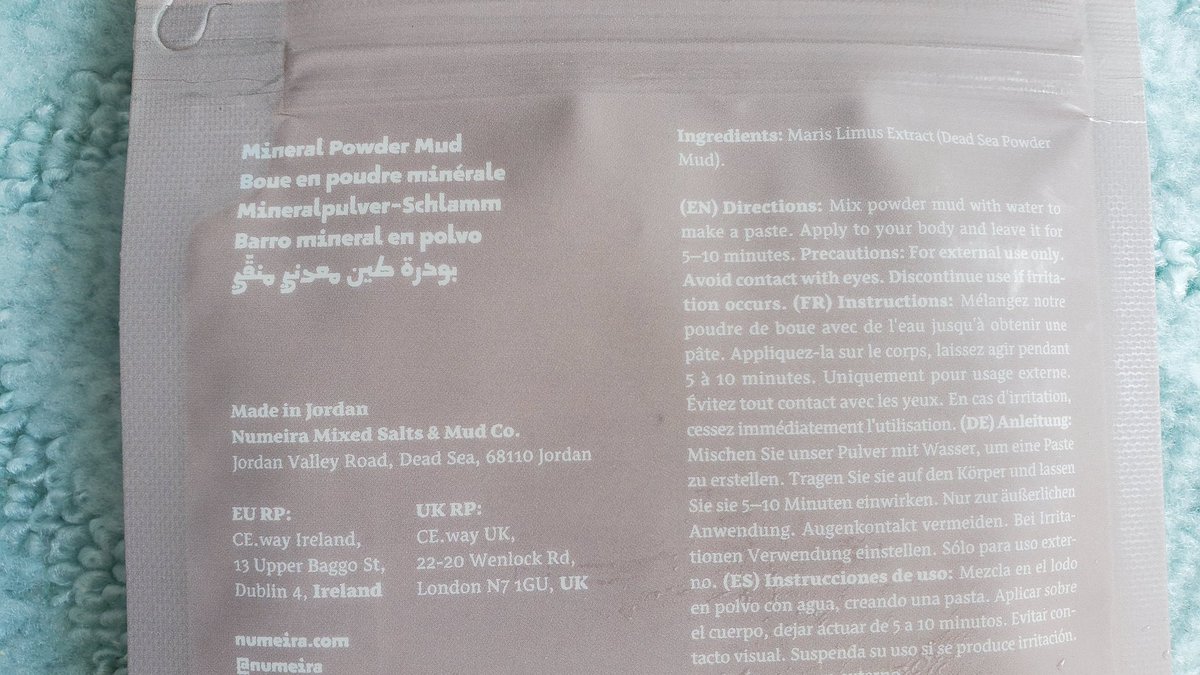 Mineral Powder Mud
Boue en poudre minérale
Mineralpulver-Schlamm
Barro mineral en polvo
بودرة طين معدني منقّي
Made in Jordan
Numeira Mixed Salts & Mud Co.
Jordan Valley Road, Dead Sea, 68110 Jordan
EU RP:
CE.way Ireland,
13 Upper Baggo St,
Dublin 4, Ireland
UK RP:
CE.way UK,
22-20 Wenlock Rd,
London N7 1GU, UK
numeira.com
@numeira
Ingredients: Maris Limus Extract (Dead Sea Powder
Mud).
(EN) Directions: Mix powder mud with water to
make a paste. Apply to your body and leave it for
5–10 minutes. Precautions: For external use only.
Avoid contact with eyes. Discontinue use if Irrita-
tion occurs. (FR) Instructions: Mélangez notre
poudre de boue avec de l'eau jusqu'à obtenir une
pâte. Appliquez-la sur le corps, laissez agir pendant
5 à 10 minutes. Uniquement pour usage externe.
Évitez tout contact avec les yeux. En cas d'irritation,
cessez immédiatement l'utilisation. (DE) Anleitung:
Mischen Sie unser Pulver mit Wasser, um eine Paste
zu erstellen. Tragen Sie sie auf den Körper und lassen
Sie sie 5–10 Minuten einwirken. Nur zur äußerlichen
Anwendung. Augenkontakt vermeiden. Bei Irrita-
tionen Verwendung einstellen. Sólo para uso exter-
no. (ES) Instrucciones de uso: Mezcla en el lodo
en polvo con agua, creando una pasta. Aplicar sobre
el cuerpo, dejar actuar de 5 a 10 minutos. Evitar con-
tacto visual. Suspenda su uso si se produce irritación.